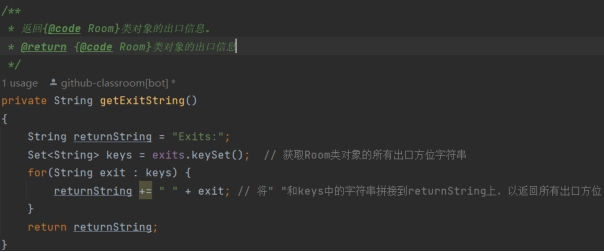 /**
 * 返回{@code Room}类对象的出口信息。
 * @return {@code Room}类对象的出口信息
 */
1 usage github-classroom[bot] *
private String getExitString()
{
    String returnString = "Exits:";
    Set<String> keys = exits.keySet();  // 获取Room类对象的所有出口方位字符串
    for(String exit : keys) {
        returnString += " " + exit; // 将" "和keys中的字符串拼接到returnString上，以返回所有出口方位
    }
    return returnString;
}